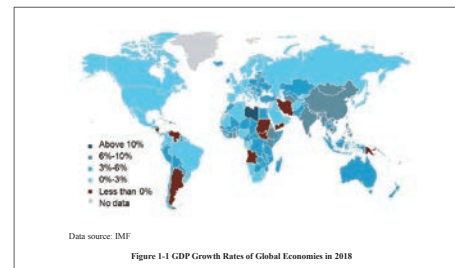 Above 10%
6%-10%
3%-6%
0%-3%
Less than 0%
No data
Data source: IMF
Figure 1-1 GDP Growth Rates of Global Economies in 2018